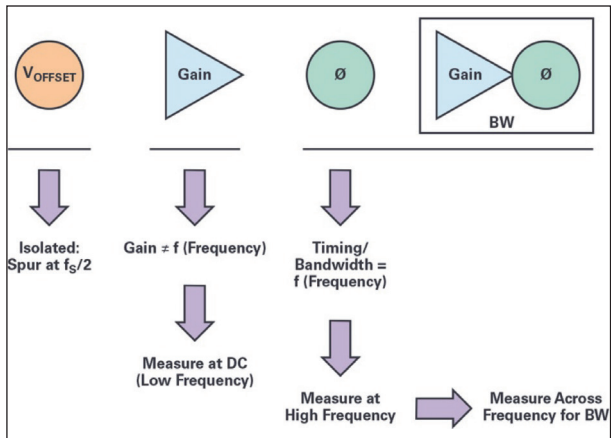 VOFFSET
Gain
Ø
Gain
Ø
BW
Isolated:
Spur at fS/2
Gain ≠ f (Frequency)
Timing/
Bandwidth =
f (Frequency)
Measure at DC
(Low Frequency)
Measure at
High Frequency
Measure Across
Frequency for BW